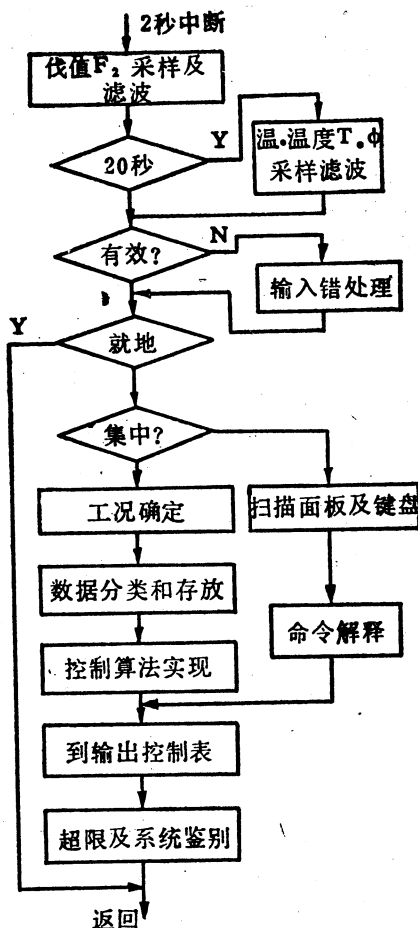 2秒中断
伐值F₂采样及
滤波
Y
20秒
温.温度T。ϕ
采样滤波
有效?
N
输入错处理
Y
就地
集中?
工况确定
扫描面板及键盘
数据分类和存放
命令解释
控制算法实现
到输出控制表
超限及系统鉴别
返回